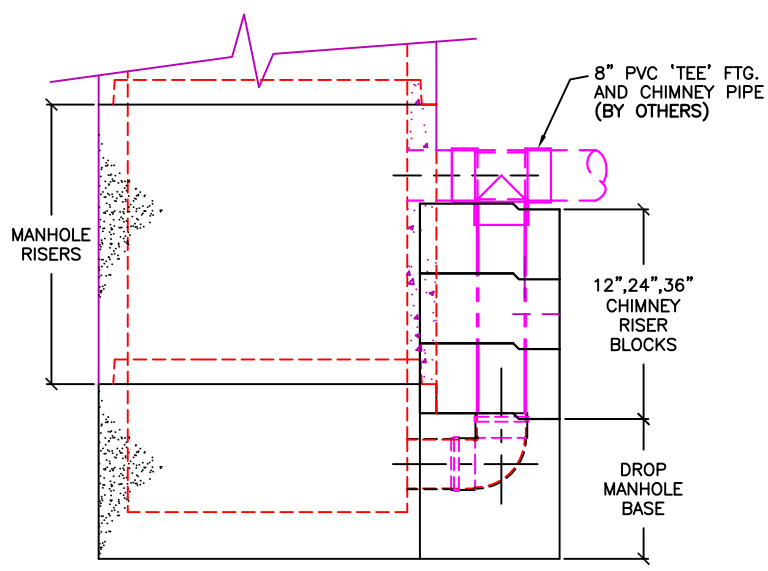 8" PVC 'TEE' FTG.
AND CHIMNEY PIPE
(BY OTHERS)
MANHOLE
RISERS
12",24",36"
CHIMNEY
RISER
BLOCKS
DROP
MANHOLE
BASE